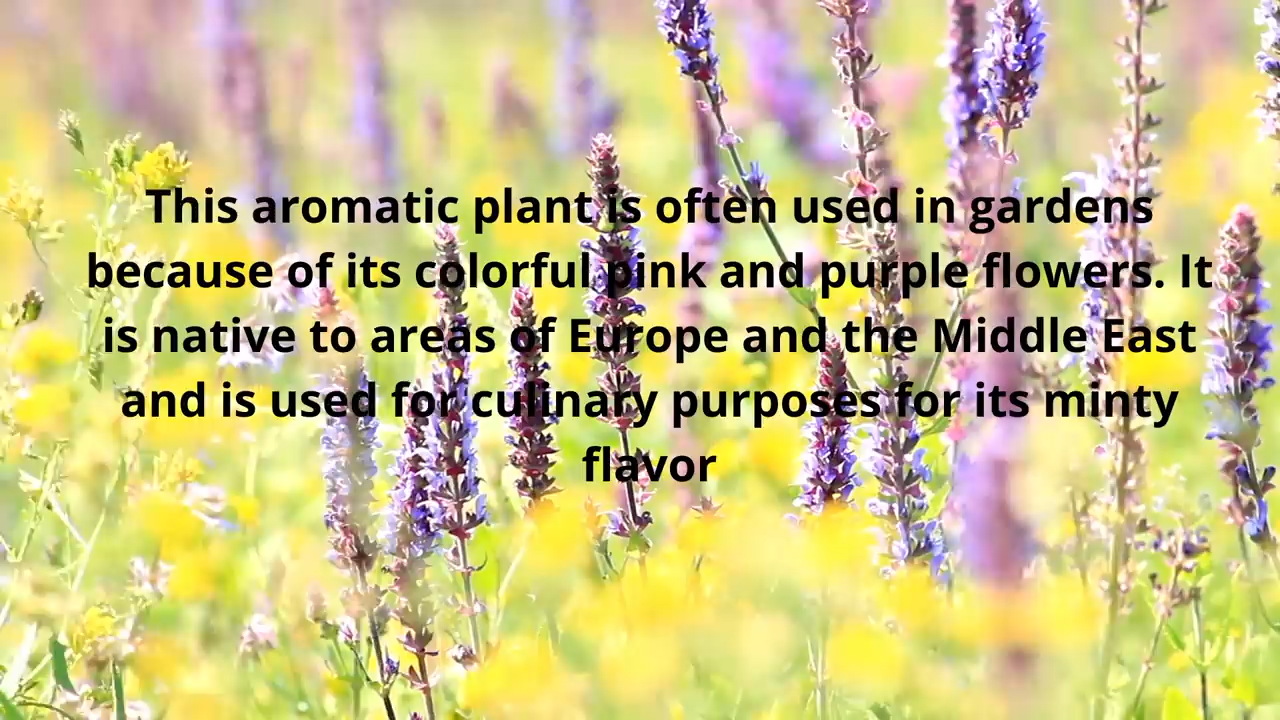 This aromatic plant is often used in gardens
because of its colorful pink and purple flowers. It
is native to areas of Europe and the Middle East
and is used for culinary purposes for its minty
flavor